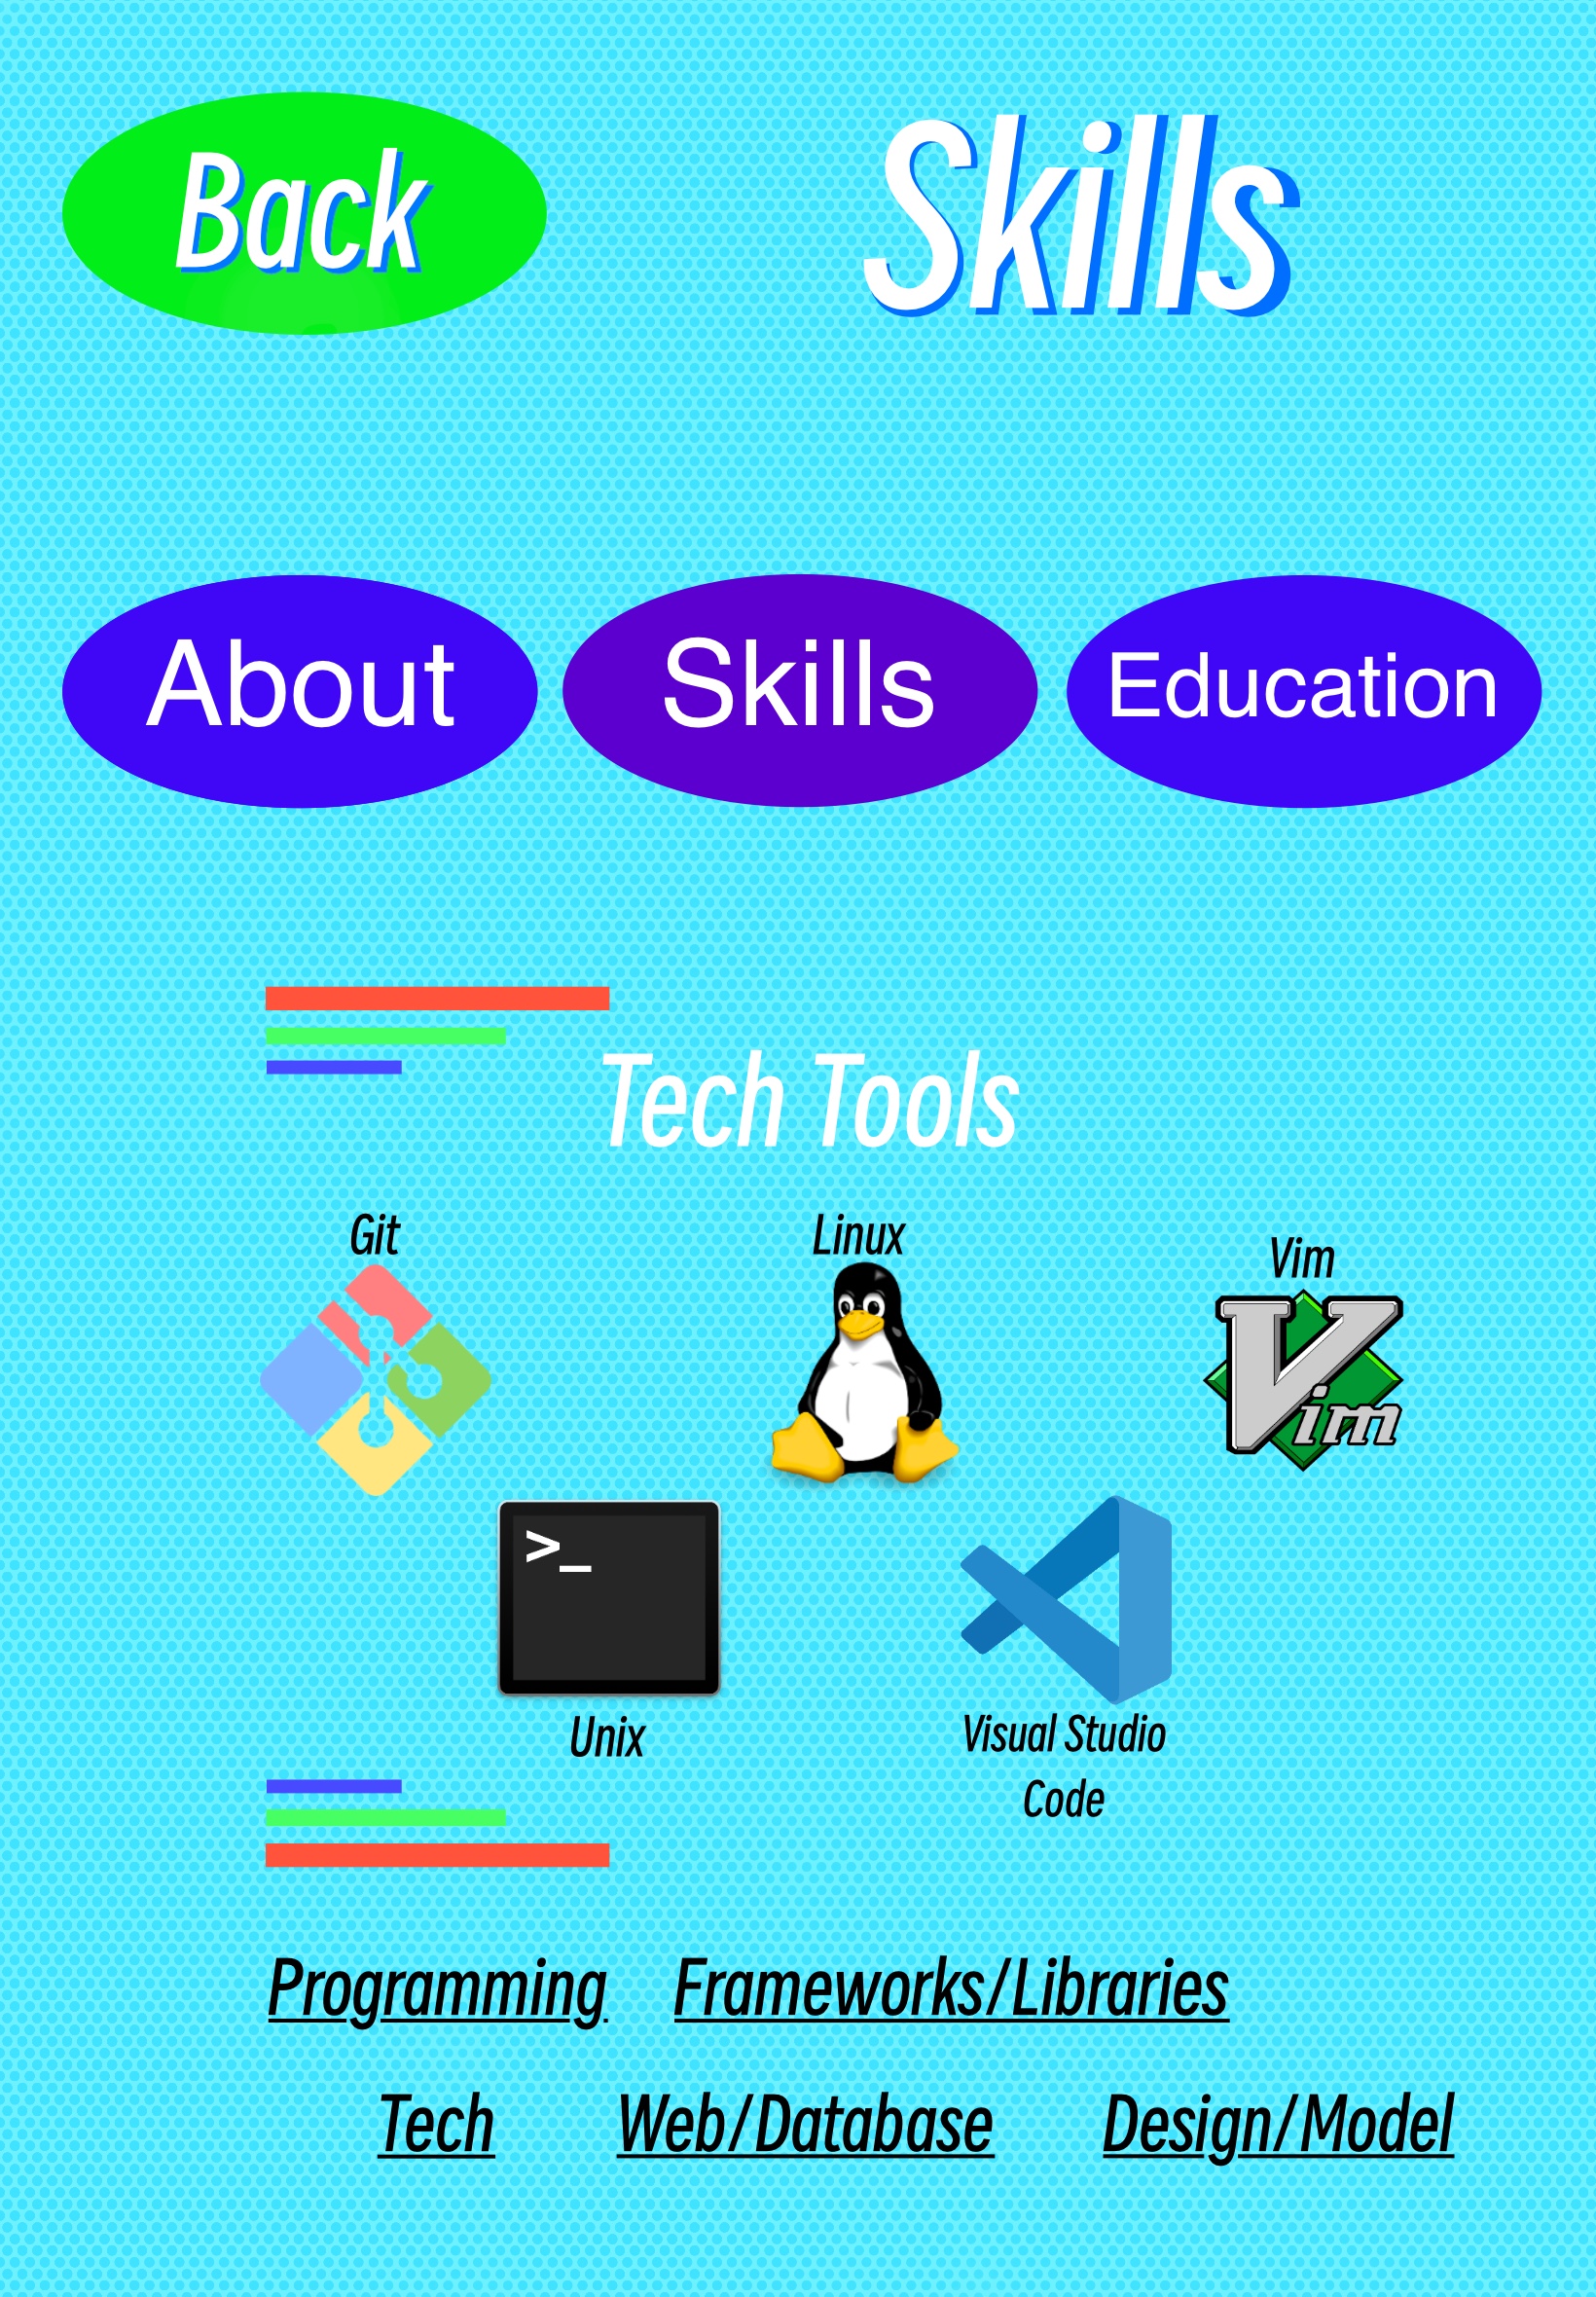 Back
Skills
About
Skills
Education
Tech Tools
Git
Linux
Vim
Vim
>_
Unix
Visual Studio
Code
Programming
Frameworks/Libraries
Tech
Web/Database
Design/Model